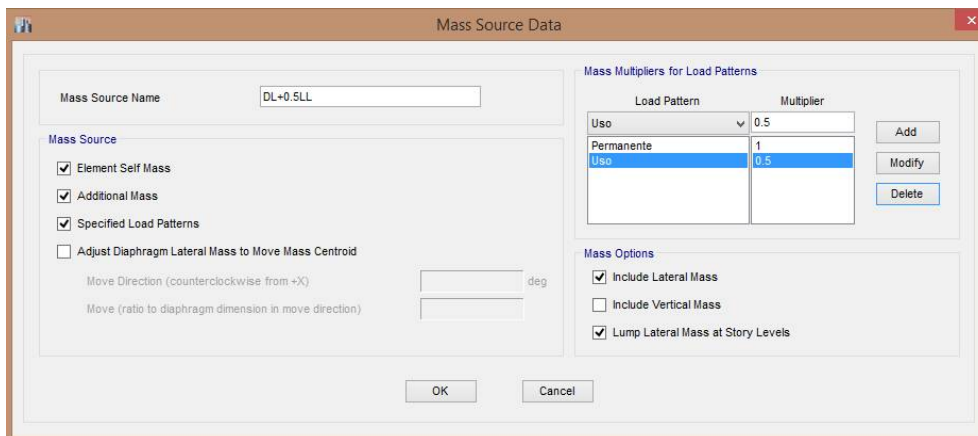 Mass Source Data
Mass Source Name
DL+0.5LL
Mass Source
Element Self Mass
Additional Mass
Specified Load Patterns
Adjust Diaphragm Lateral Mass to Move Mass Centroid
Move Direction (counterclockwise from +X)
deg
Move (ratio to diaphragm dimension in move direction)
Mass Multipliers for Load Patterns
Load Pattern Multiplier
Uso 0.5
Permanente 1
Uso 0.5
Add
Modify
Delete
Mass Options
Include Lateral Mass
Include Vertical Mass
Lump Lateral Mass at Story Levels
OK Cancel